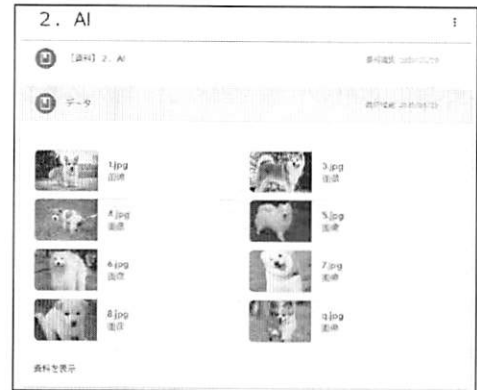 2. AI
【資料】2. AI
データ
1.jpg
画像
3.jpg
画像
4.jpg
画像
5.jpg
画像
6.jpg
画像
7.jpg
画像
8.jpg
画像
q.jpg
画像
資料を表示